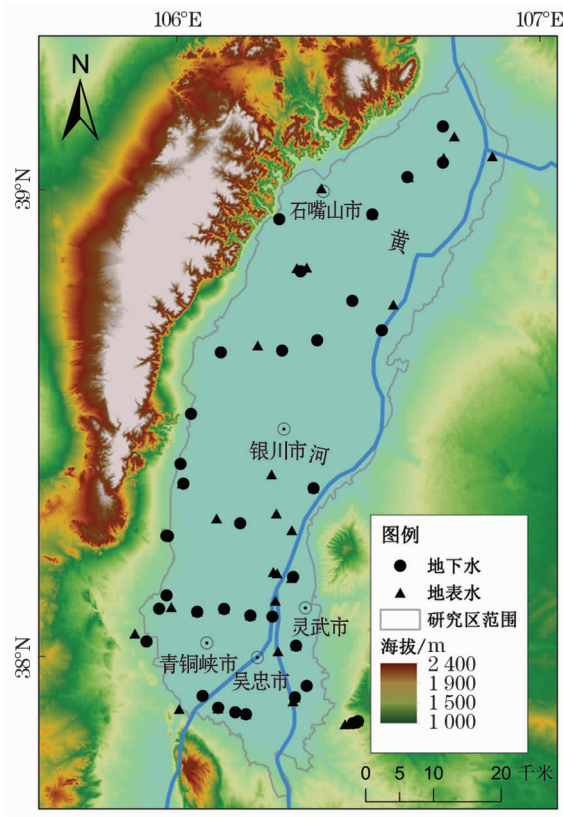 106°E 107°E
N
39°N
石嘴山市
黄
银川市 河
图例
地下水
地表水
研究区范围
海拔/m
2 400
1 900
1 500
1 000
灵武市
38°N
青铜峡市
吴忠市
0 5 10 20 千米